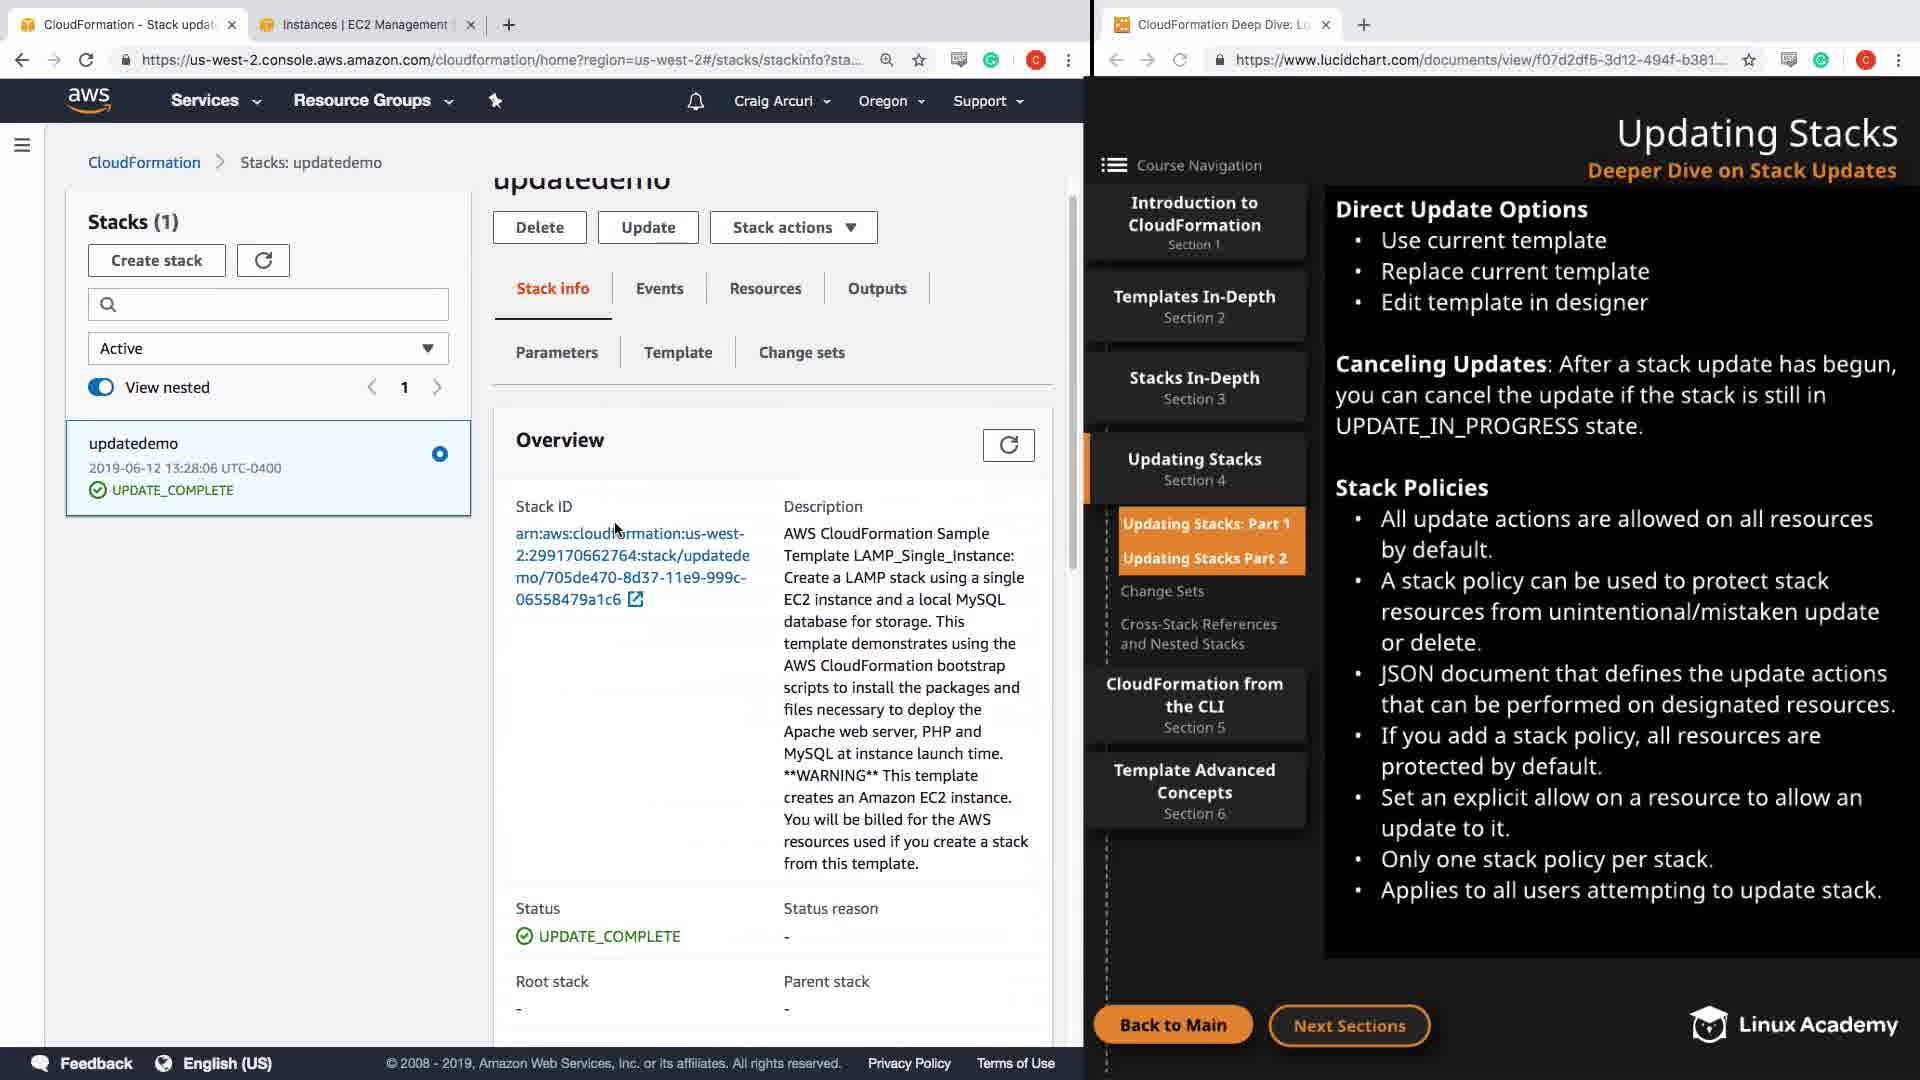 CloudFormation - Stack updat
Instances | EC2 Management
https://us-west-2.console.aws.amazon.com/cloudformation/home?region=us-west-2#/stacks/stackinfo?sta...
C
aws
Services
Resource Groups
Craig Arcuri
Oregon
Support
CloudFormation
Stacks: updatedemo
Stacks (1)
Create stack
Active
View nested
1
updatedemo
2019-06-12 13:28:06 UTC-0400
UPDATE_COMPLETE
updatedemo
Delete
Update
Stack actions
Stack info
Events
Resources
Outputs
Parameters
Template
Change sets
Overview
Stack ID
arn:aws:cloudformation:us-west-
2:299170662764:stack/updatede
mo/705de470-8d37-11e9-999c-
06558479a1c6
Description
AWS CloudFormation Sample
Template LAMP_Single_Instance:
Create a LAMP stack using a single
EC2 instance and a local MySQL
database for storage. This
template demonstrates using the
AWS CloudFormation bootstrap
scripts to install the packages and
files necessary to deploy the
Apache web server, PHP and
MySQL at instance launch time.
**WARNING** This template
creates an Amazon EC2 instance.
You will be billed for the AWS
resources used if you create a stack
from this template.
Status
UPDATE_COMPLETE
Status reason
-
Root stack
-
Parent stack
-
Feedback
English (US)
© 2008 - 2019, Amazon Web Services, Inc. or its affiliates. All rights reserved.
Privacy Policy
Terms of Use
CloudFormation Deep Dive: Lu
https://www.lucidchart.com/documents/view/f07d2df5-3d12-494f-b381...
C
Updating Stacks
Deeper Dive on Stack Updates
Course Navigation
Introduction to
CloudFormation
Section 1
Templates In-Depth
Section 2
Stacks In-Depth
Section 3
Updating Stacks
Section 4
Updating Stacks: Part 1
Updating Stacks Part 2
Change Sets
Cross-Stack References
and Nested Stacks
CloudFormation from
the CLI
Section 5
Template Advanced
Concepts
Section 6
Direct Update Options
• Use current template
• Replace current template
• Edit template in designer
Canceling Updates: After a stack update has begun,
you can cancel the update if the stack is still in
UPDATE_IN_PROGRESS state.
Stack Policies
• All update actions are allowed on all resources
by default.
• A stack policy can be used to protect stack
resources from unintentional/mistaken update
or delete.
• JSON document that defines the update actions
that can be performed on designated resources.
• If you add a stack policy, all resources are
protected by default.
• Set an explicit allow on a resource to allow an
update to it.
• Only one stack policy per stack.
• Applies to all users attempting to update stack.
Back to Main
Next Sections
Linux Academy